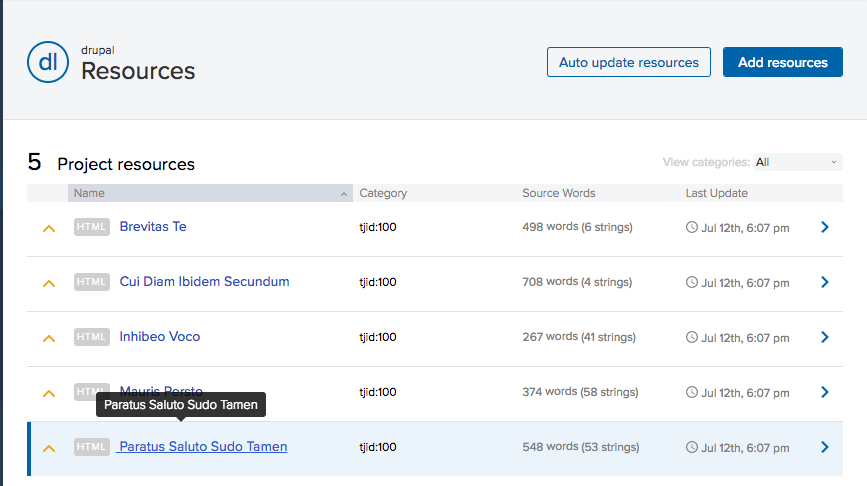 dl
drupal
Resources
Auto update resources
Add resources
5 Project resources
View categories: All
Name Category Source Words Last Update
HTML Brevitas Te tjid:100 498 words (6 strings) Jul 12th, 6:07 pm
HTML Cui Diam Ibidem Secundum tjid:100 708 words (4 strings) Jul 12th, 6:07 pm
HTML Inhibeo Voco tjid:100 267 words (41 strings) Jul 12th, 6:07 pm
HTML Mauris Persto tjid:100 374 words (58 strings) Jul 12th, 6:07 pm
Paratus Saluto Sudo Tamen
HTML Paratus Saluto Sudo Tamen tjid:100 548 words (53 strings) Jul 12th, 6:07 pm